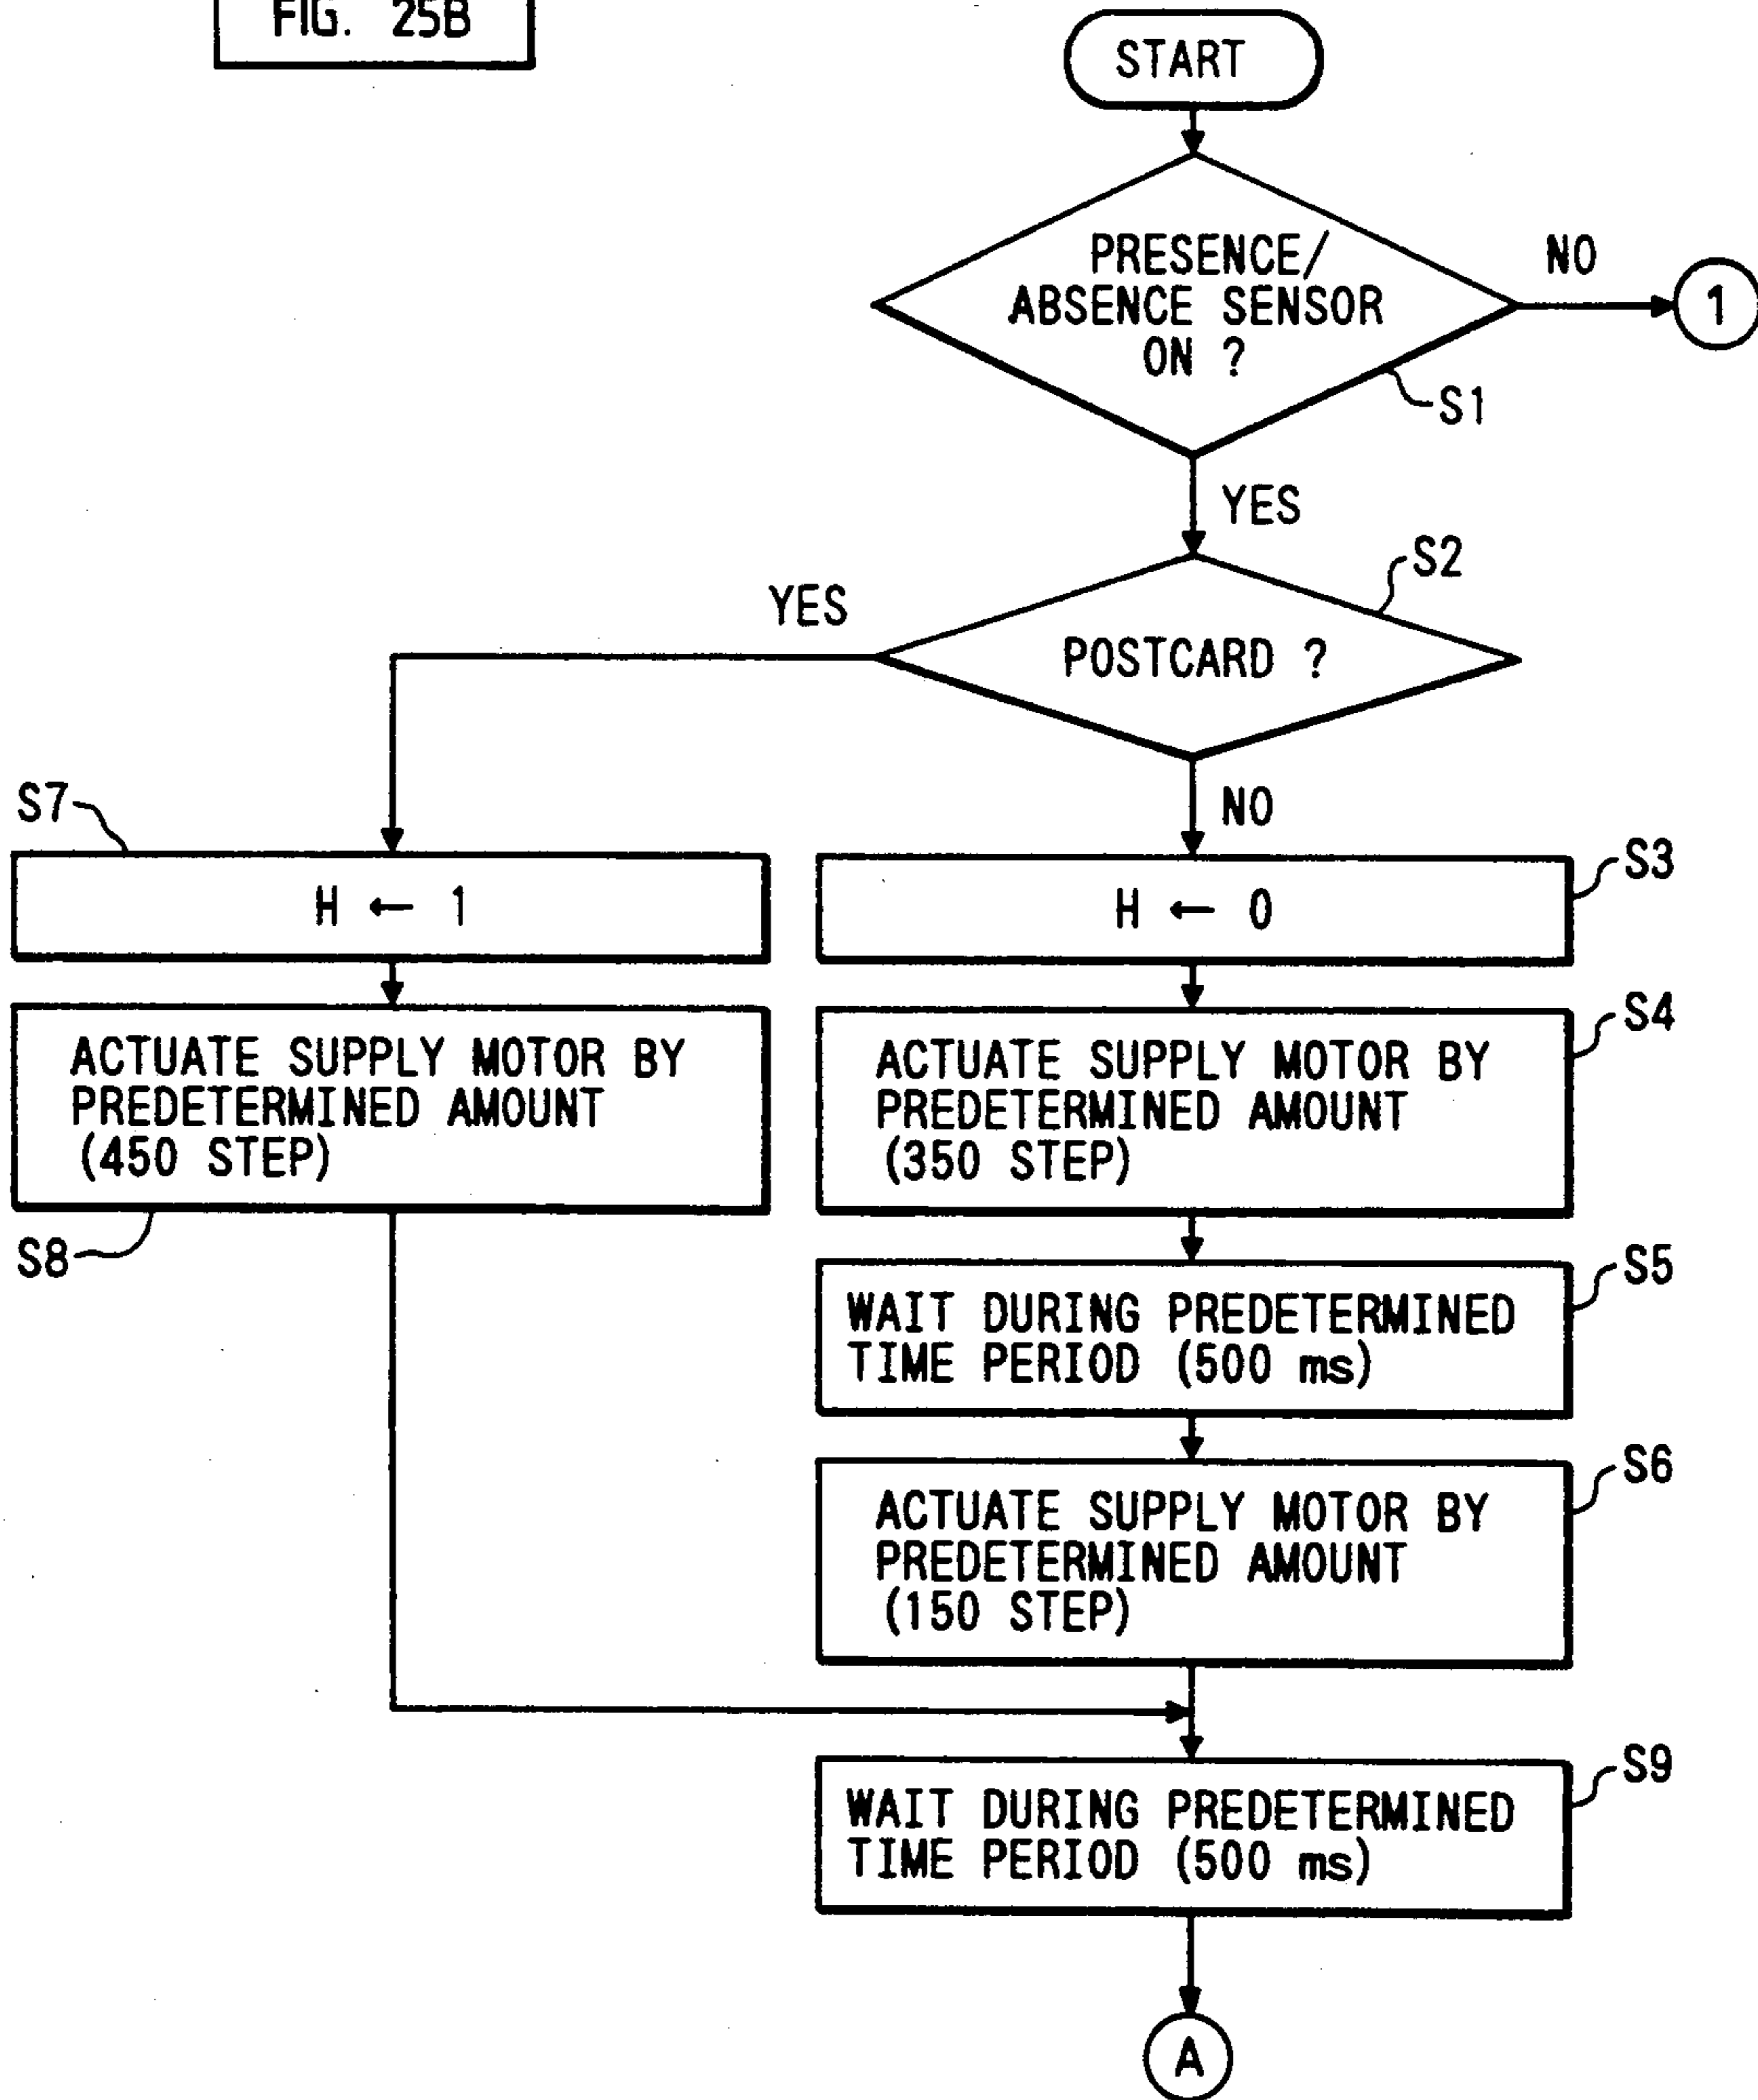 FIG. 25B
START
PRESENCE/
ABSENCE SENSOR
ON ?
NO
1
S1
YES
S2
YES
POSTCARD ?
NO
S7
H ← 1
S3
H ← 0
ACTUATE SUPPLY MOTOR BY
PREDETERMINED AMOUNT
(450 STEP)
S8
S4
ACTUATE SUPPLY MOTOR BY
PREDETERMINED AMOUNT
(350 STEP)
S5
WAIT DURING PREDETERMINED
TIME PERIOD (500 ms)
S6
ACTUATE SUPPLY MOTOR BY
PREDETERMINED AMOUNT
(150 STEP)
S9
WAIT DURING PREDETERMINED
TIME PERIOD (500 ms)
A